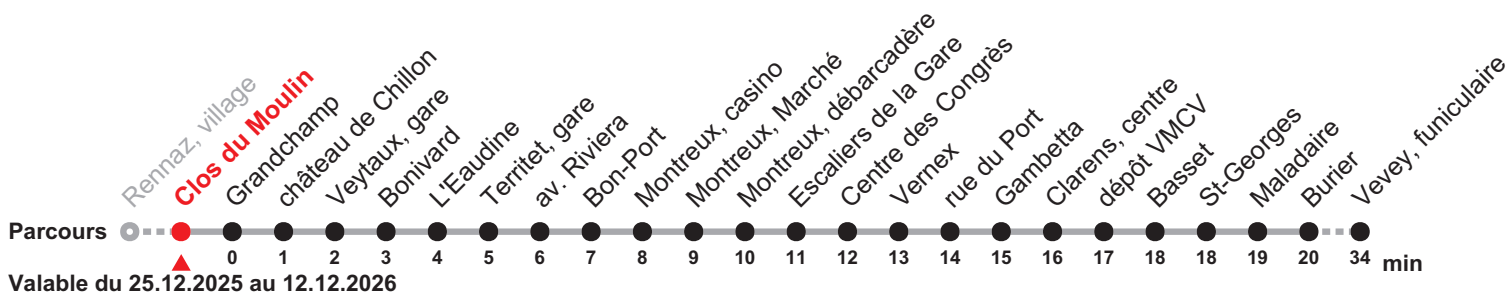 Rennaz, village
Clos du Moulin
Grandchamp
château de Chillon
Veytaux, gare
Bonivard
L'Eaudine
Territet, gare
av. Riviera
Bon-Port
Montreux, casino
Montreux, Marché
Montreux, débarcadère
Escaliers de la Gare
Centre des Congrès
Vernex
rue du Port
Gambetta
Clarens, centre
dépôt VMCV
Basset
St-Georges
Maladaire
Burier
Vevey, funiculaire
Parcours
0 1 2 3 4 5 6 7 8 9 10 11 12 13 14 15 16 17 18 18 19 20 34 min
Valable du 25.12.2025 au 12.12.2026